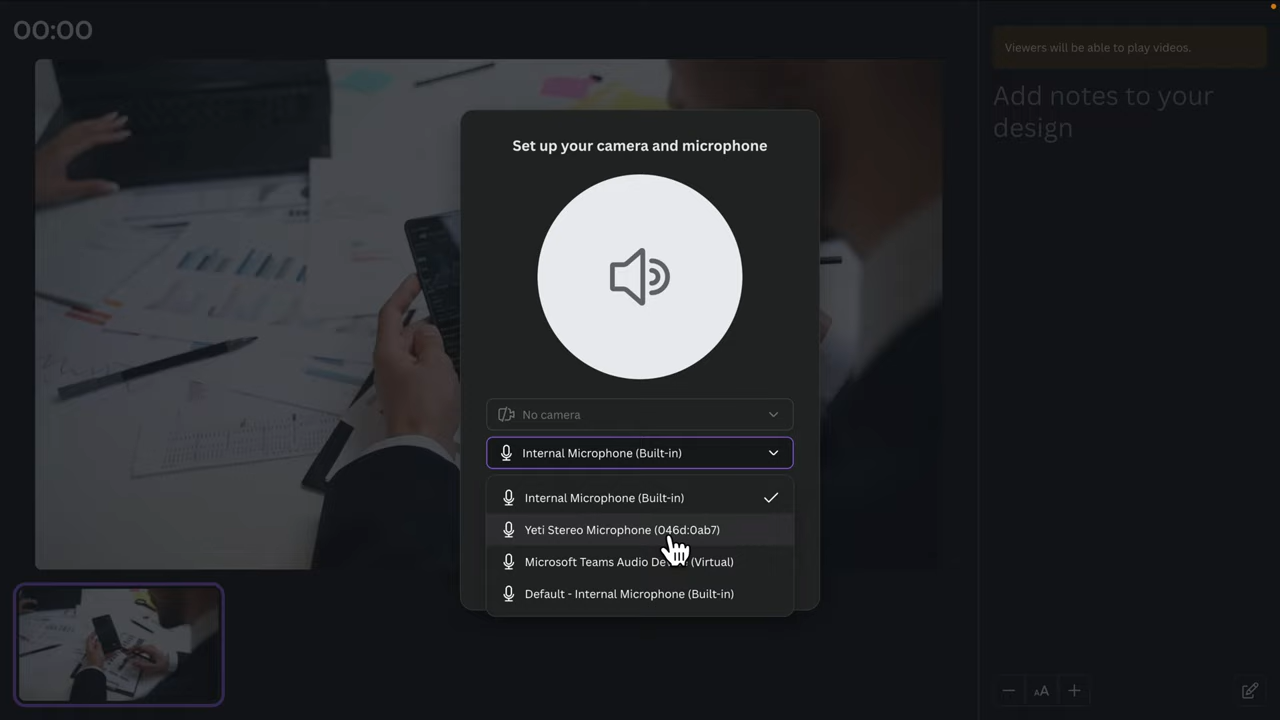 00:00
Viewers will be able to play videos.
Add notes to your
design
Set up your camera and microphone
No camera
Internal Microphone (Built-in)
Internal Microphone (Built-in)
Yeti Stereo Microphone (046d:0ab7)
Microsoft Teams Audio De (Virtual)
Default - Internal Microphone (Built-in)
AA